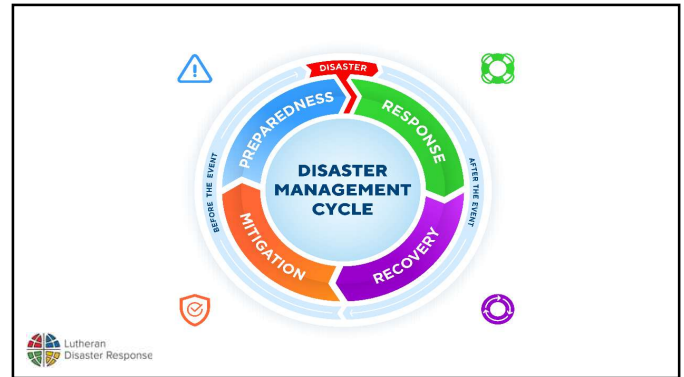 DISASTER
PREPAREDNESS
RESPONSE
BEFORE THE EVENT
AFTER THE EVENT
DISASTER
MANAGEMENT
CYCLE
MITIGATION
RECOVERY
Lutheran
Disaster Response